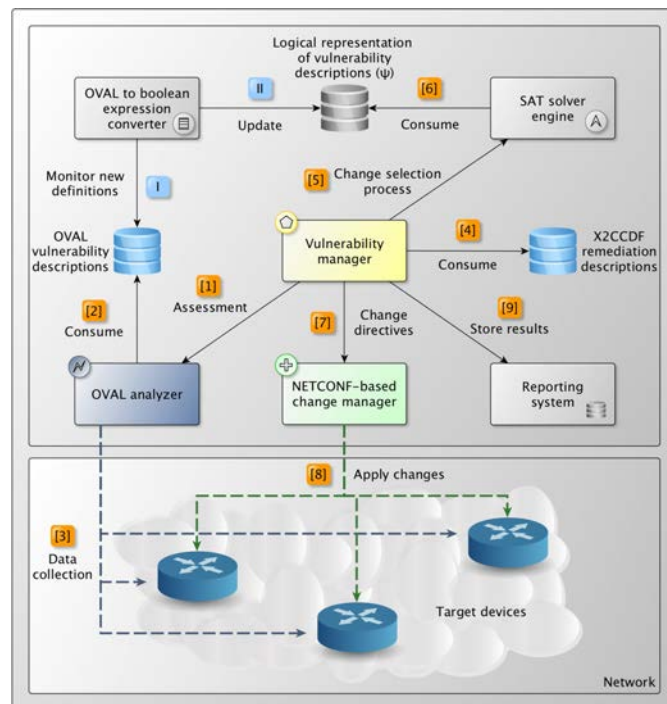 Logical representation
of vulnerability
descriptions (ψ)
OVAL to boolean
expression
converter
II
Update
[6]
Consume
SAT solver
engine
A
Monitor new
definitions
I
[5]
Change selection
process
OVAL
vulnerability
descriptions
Vulnerability
manager
[4]
Consume
X2CCDF
remediation
descriptions
[2]
Consume
[1]
Assessment
[7]
Change
directives
[9]
Store results
OVAL analyzer
NETCONF-based
change manager
Reporting
system
[8]
Apply changes
[3]
Data
collection
Target devices
Network